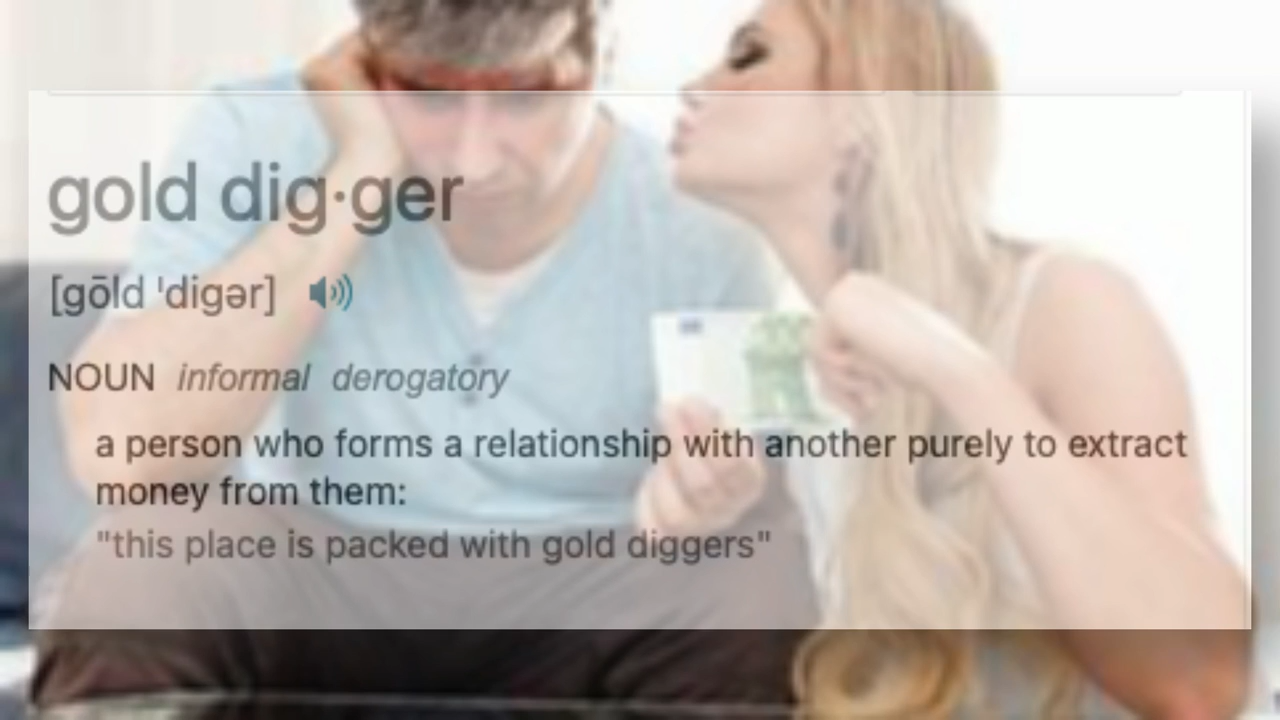 gold dig·ger
[gōld ˈdigər]
NOUN informal derogatory
a person who forms a relationship with another purely to extract
money from them:
"this place is packed with gold diggers"